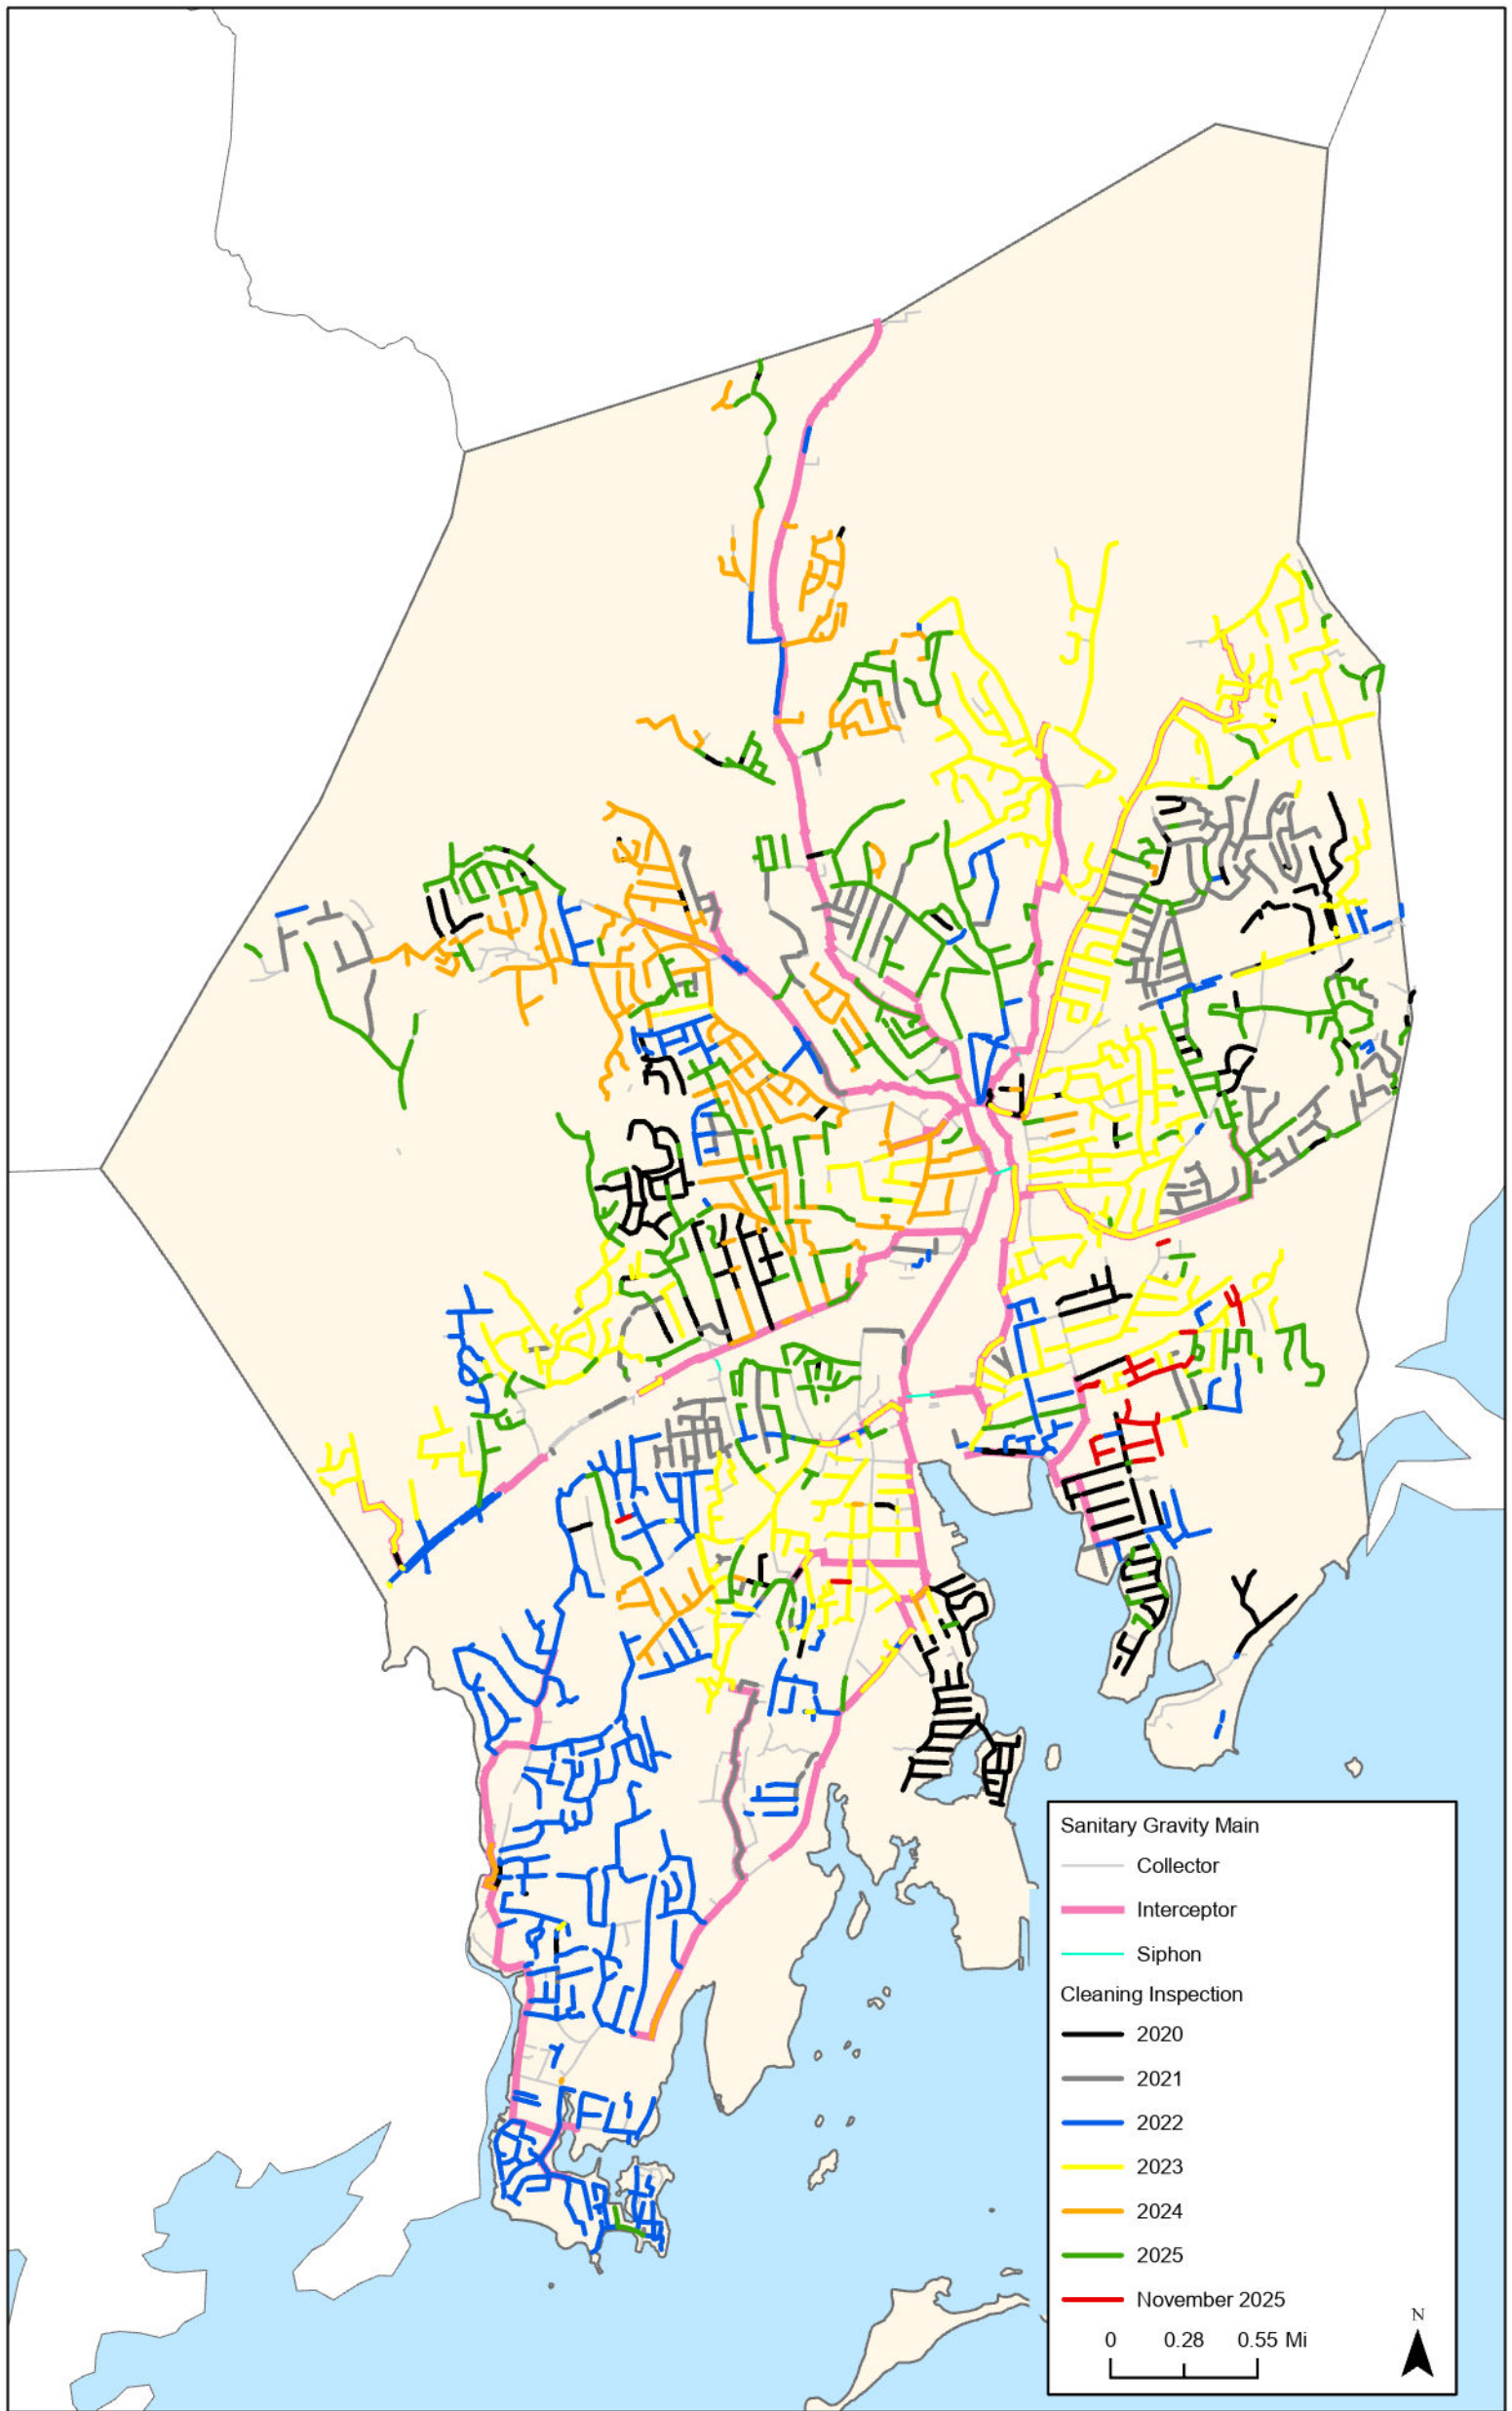 Sanitary Gravity Main
Collector
Interceptor
Siphon
Cleaning Inspection
2020
2021
2022
2023
2024
2025
November 2025
N
0 0.28 0.55 Mi